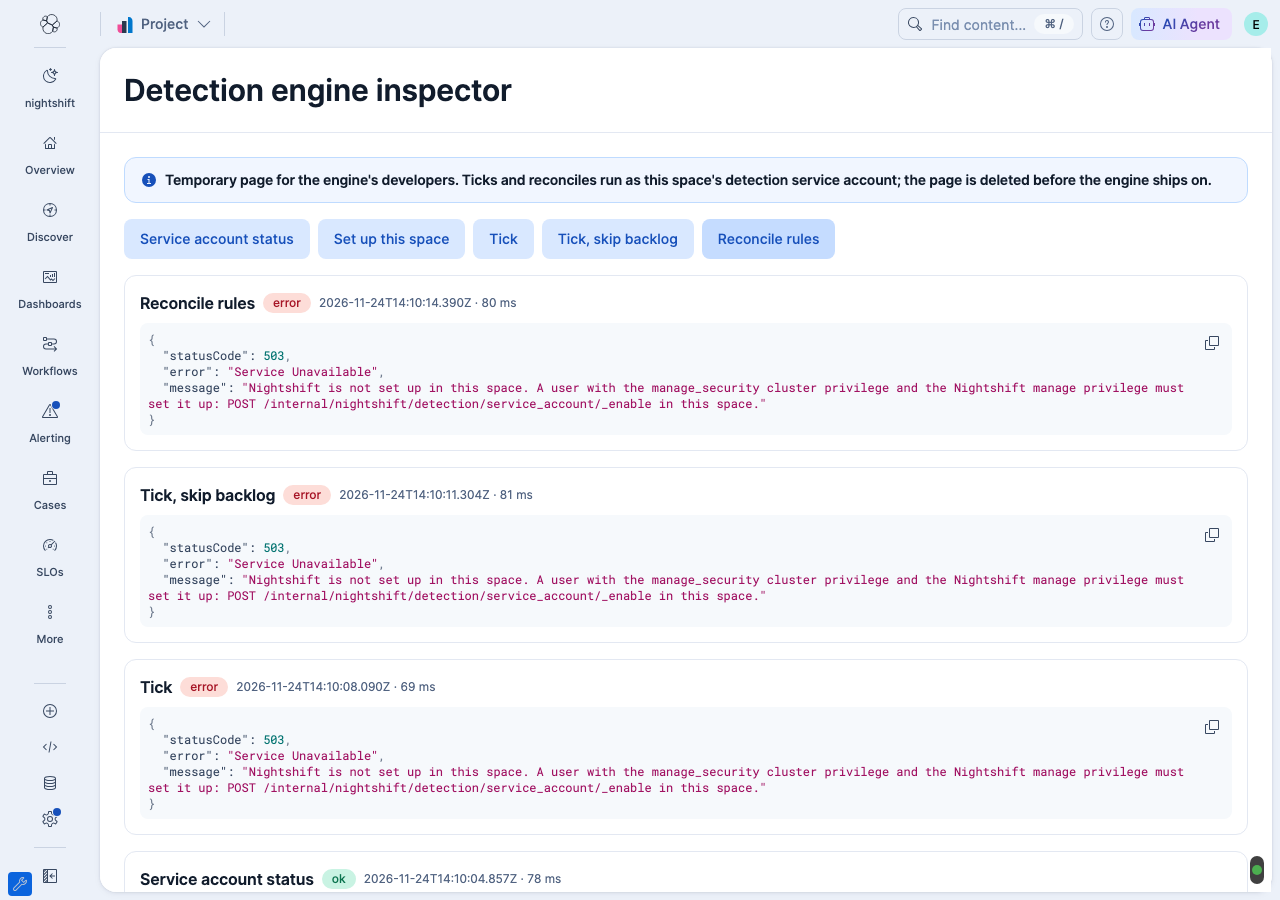 Project
Find content...
⌘ /
AI Agent
E
nightshift
Overview
Discover
Dashboards
Workflows
Alerting
Cases
SLOs
More
Detection engine inspector
Temporary page for the engine's developers. Ticks and reconciles run as this space's detection service account; the page is deleted before the engine ships on.
Service account status
Set up this space
Tick
Tick, skip backlog
Reconcile rules
Reconcile rules error 2026-11-24T14:10:14.390Z · 80 ms
{
"statusCode": 503,
"error": "Service Unavailable",
"message": "Nightshift is not set up in this space. A user with the manage_security cluster privilege and the Nightshift manage privilege must
set it up: POST /internal/nightshift/detection/service_account/_enable in this space."
}
Tick, skip backlog error 2026-11-24T14:10:11.304Z · 81 ms
{
"statusCode": 503,
"error": "Service Unavailable",
"message": "Nightshift is not set up in this space. A user with the manage_security cluster privilege and the Nightshift manage privilege must
set it up: POST /internal/nightshift/detection/service_account/_enable in this space."
}
Tick error 2026-11-24T14:10:08.090Z · 69 ms
{
"statusCode": 503,
"error": "Service Unavailable",
"message": "Nightshift is not set up in this space. A user with the manage_security cluster privilege and the Nightshift manage privilege must
set it up: POST /internal/nightshift/detection/service_account/_enable in this space."
}
Service account status ok 2026-11-24T14:10:04.857Z · 78 ms